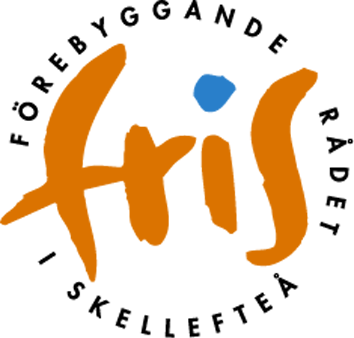 FÖREBYGGANDE RÅDET
fris
I SKELLEFTEÅ